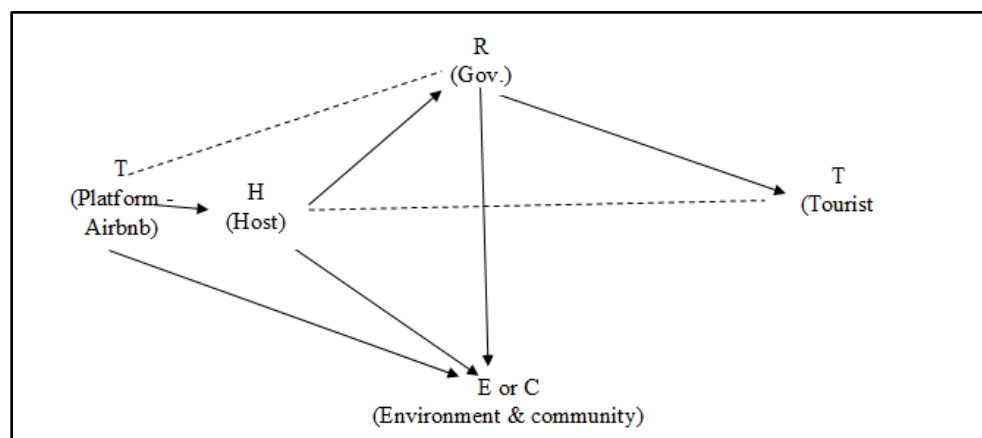 R
(Gov.)
T
(Platform -
Airbnb)
H
(Host)
T
(Tourist
E or C
(Environment & community)